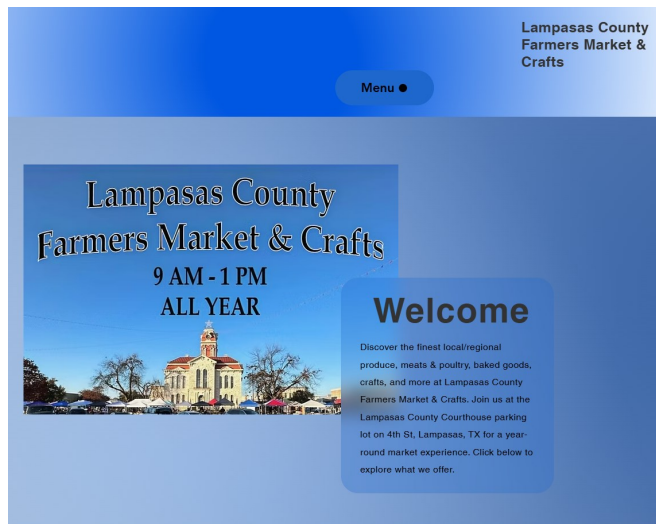 Lampasas County
Farmers Market &
Crafts
Menu
Lampasas County
Farmers Market & Crafts
9 AM - 1 PM
ALL YEAR
Welcome
Discover the finest local/regional
produce, meats & poultry, baked goods,
crafts, and more at Lampasas County
Farmers Market & Crafts. Join us at the
Lampasas County Courthouse parking
lot on 4th St, Lampasas, TX for a year-
round market experience. Click below to
explore what we offer.